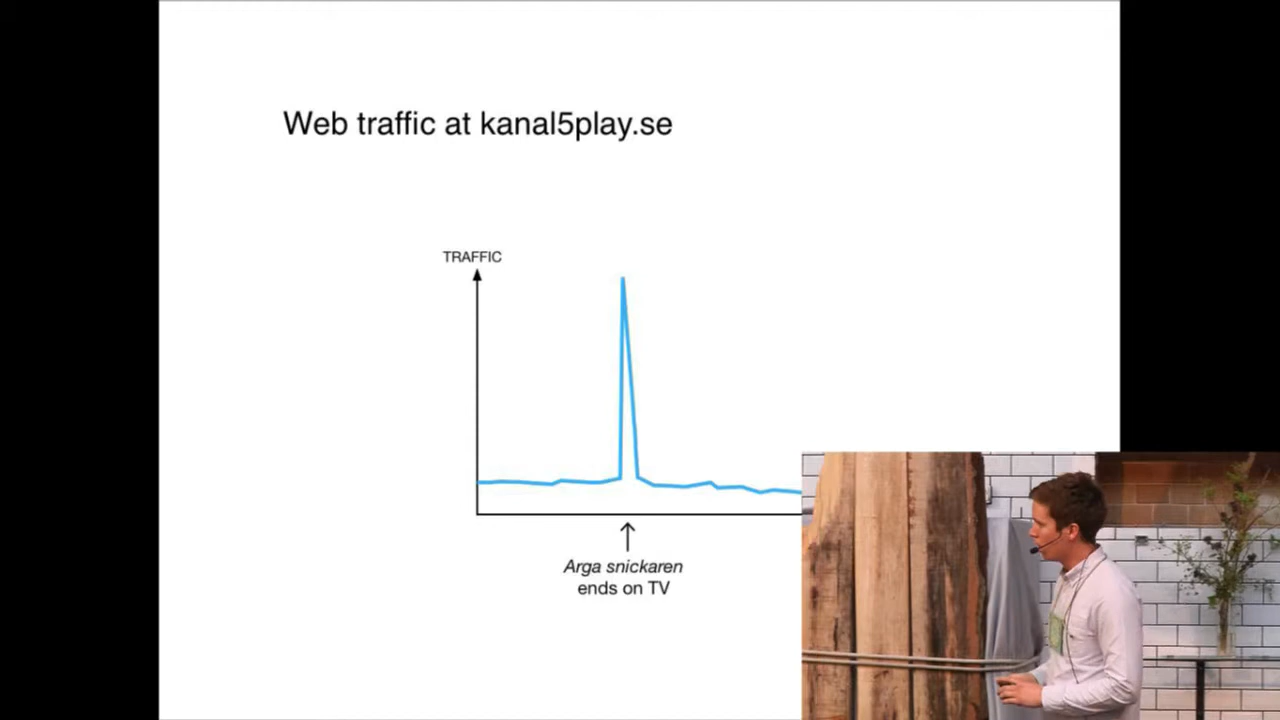 Web traffic at kanal5play.se
TRAFFIC
Arga snickaren
ends on TV